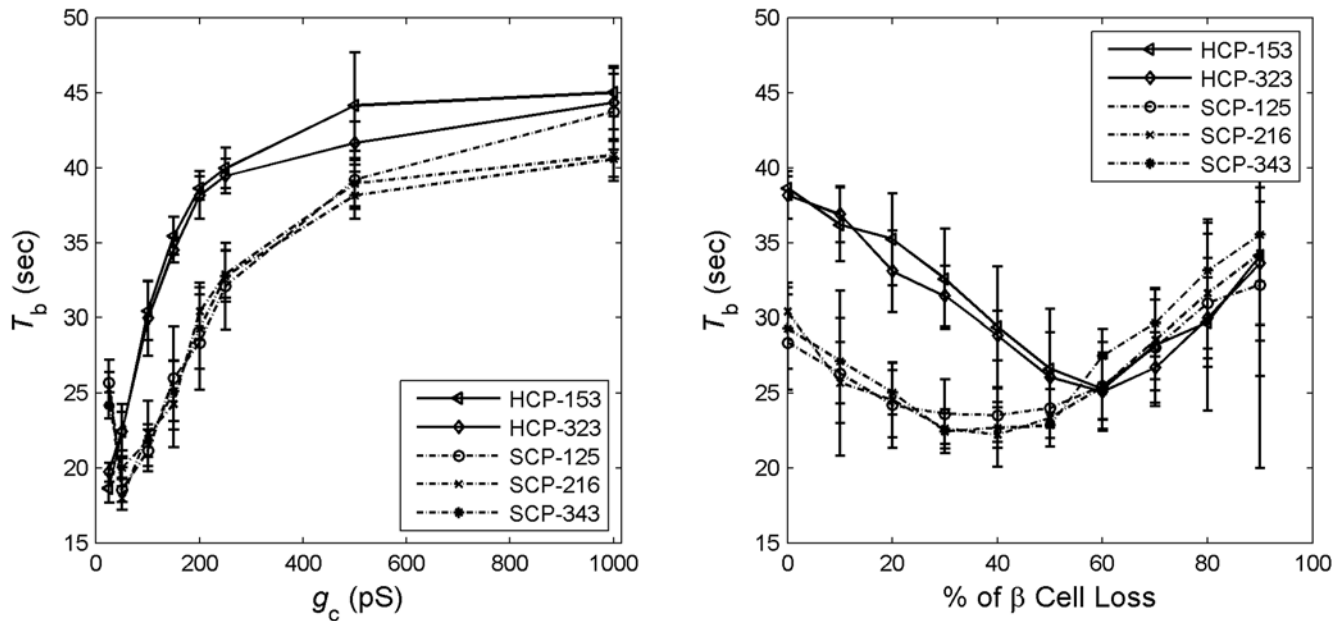 50
45
40
35
30
25
20
15
T_b (sec)
0 200 400 600 800 1000
g_c (pS)
HCP-153
HCP-323
SCP-125
SCP-216
SCP-343
50
45
40
35
30
25
20
15
T_b (sec)
0 20 40 60 80 100
% of β Cell Loss
HCP-153
HCP-323
SCP-125
SCP-216
SCP-343